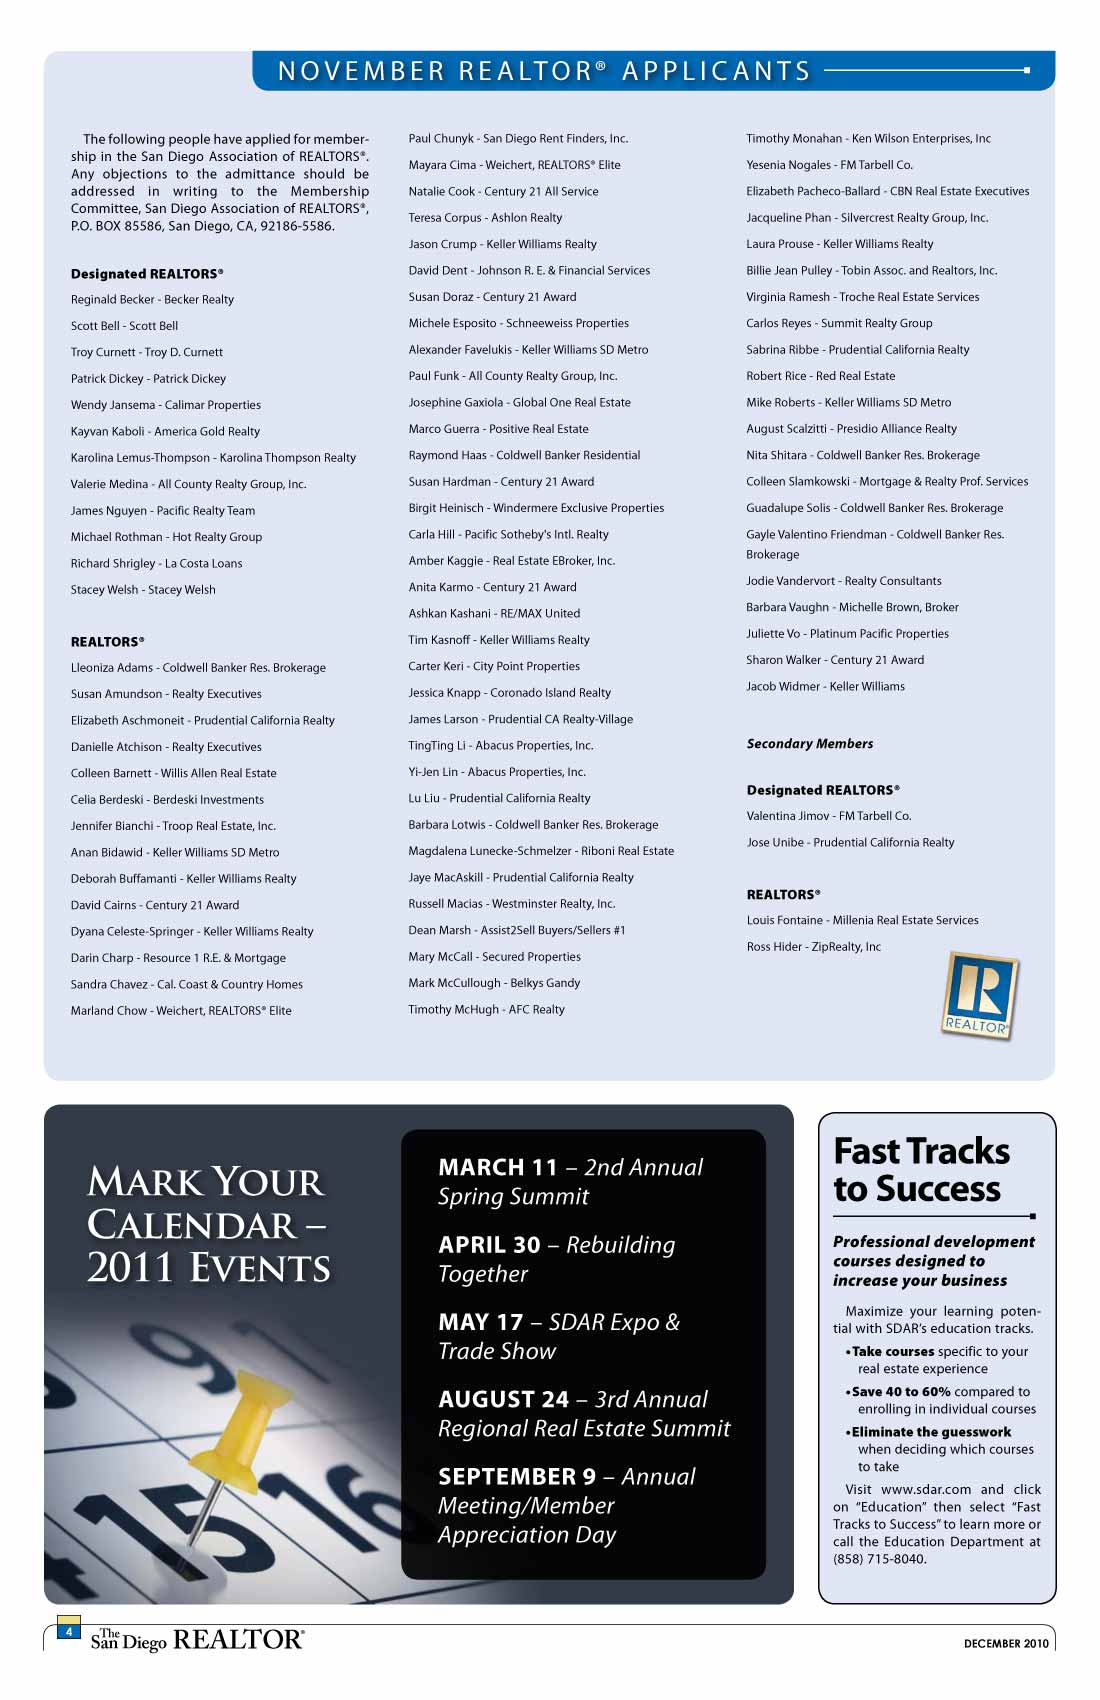 NOVEMBER REALTOR® APPLICANTS
The following people have applied for member-
ship in the San Diego Association of REALTORS®.
Any objections to the admittance should be
addressed in writing to the Membership
Committee, San Diego Association of REALTORS®,
P.O. BOX 85586, San Diego, CA, 92186-5586.
Designated REALTORS®
Reginald Becker - Becker Realty
Scott Bell - Scott Bell
Troy Curnett - Troy D. Curnett
Patrick Dickey - Patrick Dickey
Wendy Jansema - Calimar Properties
Kayvan Kaboli - America Gold Realty
Karolina Lemus-Thompson - Karolina Thompson Realty
Valerie Medina - All County Realty Group, Inc.
James Nguyen - Pacific Realty Team
Michael Rothman - Hot Realty Group
Richard Shrigley - La Costa Loans
Stacey Welsh - Stacey Welsh
REALTORS®
Lleoniza Adams - Coldwell Banker Res. Brokerage
Susan Amundson - Realty Executives
Elizabeth Aschmoneit - Prudential California Realty
Danielle Atchison - Realty Executives
Colleen Barnett - Willis Allen Real Estate
Celia Berdeski - Berdeski Investments
Jennifer Bianchi - Troop Real Estate, Inc.
Anan Bidawid - Keller Williams SD Metro
Deborah Buffamanti - Keller Williams Realty
David Cairns - Century 21 Award
Dyana Celeste-Springer - Keller Williams Realty
Darin Charp - Resource 1 R.E. & Mortgage
Sandra Chavez - Cal. Coast & Country Homes
Marland Chow - Weichert, REALTORS® Elite
Paul Chunyk - San Diego Rent Finders, Inc.
Mayara Cima - Weichert, REALTORS® Elite
Natalie Cook - Century 21 All Service
Teresa Corpus - Ashlon Realty
Jason Crump - Keller Williams Realty
David Dent - Johnson R. E. & Financial Services
Susan Doraz - Century 21 Award
Michele Esposito - Schneeweiss Properties
Alexander Favelukis - Keller Williams SD Metro
Paul Funk - All County Realty Group, Inc.
Josephine Gaxiola - Global One Real Estate
Marco Guerra - Positive Real Estate
Raymond Haas - Coldwell Banker Residential
Susan Hardman - Century 21 Award
Birgit Heinisch - Windermere Exclusive Properties
Carla Hill - Pacific Sotheby's Intl. Realty
Amber Kaggie - Real Estate EBroker, Inc.
Anita Karmo - Century 21 Award
Ashkan Kashani - RE/MAX United
Tim Kasnoff - Keller Williams Realty
Carter Keri - City Point Properties
Jessica Knapp - Coronado Island Realty
James Larson - Prudential CA Realty-Village
TingTing Li - Abacus Properties, Inc.
Yi-Jen Lin - Abacus Properties, Inc.
Lu Liu - Prudential California Realty
Barbara Lotwis - Coldwell Banker Res. Brokerage
Magdalena Lunecke-Schmelzer - Riboni Real Estate
Jaye MacAskill - Prudential California Realty
Russell Macias - Westminster Realty, Inc.
Dean Marsh - Assist2Sell Buyers/Sellers #1
Mary McCall - Secured Properties
Mark McCullough - Belkys Gandy
Timothy McHugh - AFC Realty
Timothy Monahan - Ken Wilson Enterprises, Inc
Yesenia Nogales - FM Tarbell Co.
Elizabeth Pacheco-Ballard - CBN Real Estate Executives
Jacqueline Phan - Silvercrest Realty Group, Inc.
Laura Prouse - Keller Williams Realty
Billie Jean Pulley - Tobin Assoc. and Realtors, Inc.
Virginia Ramesh - Troche Real Estate Services
Carlos Reyes - Summit Realty Group
Sabrina Ribbe - Prudential California Realty
Robert Rice - Red Real Estate
Mike Roberts - Keller Williams SD Metro
August Scalzitti - Presidio Alliance Realty
Nita Shitara - Coldwell Banker Res. Brokerage
Colleen Slamkowski - Mortgage & Realty Prof. Services
Guadalupe Solis - Coldwell Banker Res. Brokerage
Gayle Valentino Friendman - Coldwell Banker Res.
Brokerage
Jodie Vandervort - Realty Consultants
Barbara Vaughn - Michelle Brown, Broker
Juliette Vo - Platinum Pacific Properties
Sharon Walker - Century 21 Award
Jacob Widmer - Keller Williams
Secondary Members
Designated REALTORS®
Valentina Jimov - FM Tarbell Co.
Jose Unibe - Prudential California Realty
REALTORS®
Louis Fontaine - Millenia Real Estate Services
Ross Hider - ZipRealty, Inc
R
REALTOR®
MARK YOUR
CALENDAR –
2011 EVENTS
9
15
16
MARCH 11 – 2nd Annual
Spring Summit
APRIL 30 – Rebuilding
Together
MAY 17 – SDAR Expo &
Trade Show
AUGUST 24 – 3rd Annual
Regional Real Estate Summit
SEPTEMBER 9 – Annual
Meeting/Member
Appreciation Day
Fast Tracks
to Success
Professional development
courses designed to
increase your business
Maximize your learning poten-
tial with SDAR's education tracks.
• Take courses specific to your
real estate experience
• Save 40 to 60% compared to
enrolling in individual courses
• Eliminate the guesswork
when deciding which courses
to take
Visit www.sdar.com and click
on “Education” then select “Fast
Tracks to Success” to learn more or
call the Education Department at
(858) 715-8040.
4
The San Diego REALTOR®
DECEMBER 2010